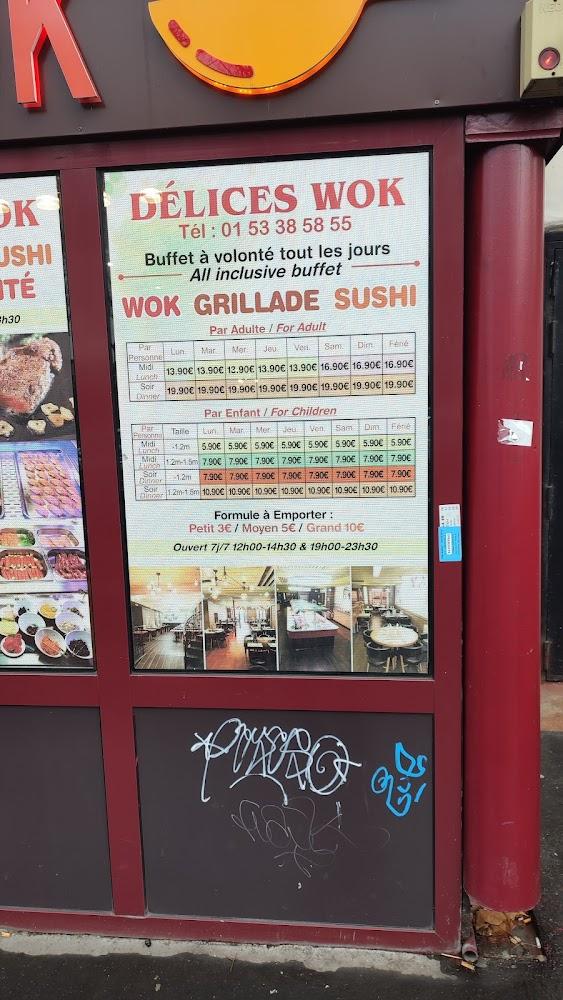 K
DÉLICES WOK
Tél : 01 53 38 58 55
Buffet à volonté tout les jours
All inclusive buffet
WOK GRILLADE SUSHI
Par Adulte / For Adult
Par Personne Lun. Mar. Mer. Jeu. Ven. Sam. Dim. Férié
Midi Lunch 13.90€ 13.90€ 13.90€ 13.90€ 13.90€ 16.90€ 16.90€ 16.90€
Soir Dinner 19.90€ 19.90€ 19.90€ 19.90€ 19.90€ 19.90€ 19.90€ 19.90€
Par Enfant / For Children
Par Personne Taille Lun. Mar. Mer. Jeu. Ven. Sam. Dim. Férié
Midi Lunch -1.2m 5.90€ 5.90€ 5.90€ 5.90€ 5.90€ 5.90€ 5.90€ 5.90€
Midi Lunch 1.2m-1.5m 7.90€ 7.90€ 7.90€ 7.90€ 7.90€ 7.90€ 7.90€ 7.90€
Soir Dinner -1.2m 7.90€ 7.90€ 7.90€ 7.90€ 7.90€ 7.90€ 7.90€ 7.90€
Soir Dinner 1.2m-1.5m 10.90€ 10.90€ 10.90€ 10.90€ 10.90€ 10.90€ 10.90€ 10.90€
Formule à Emporter :
Petit 3€ / Moyen 5€ / Grand 10€
Ouvert 7j/7 12h00-14h30 & 19h00-23h30
OK
USHI
ITÉ
h30